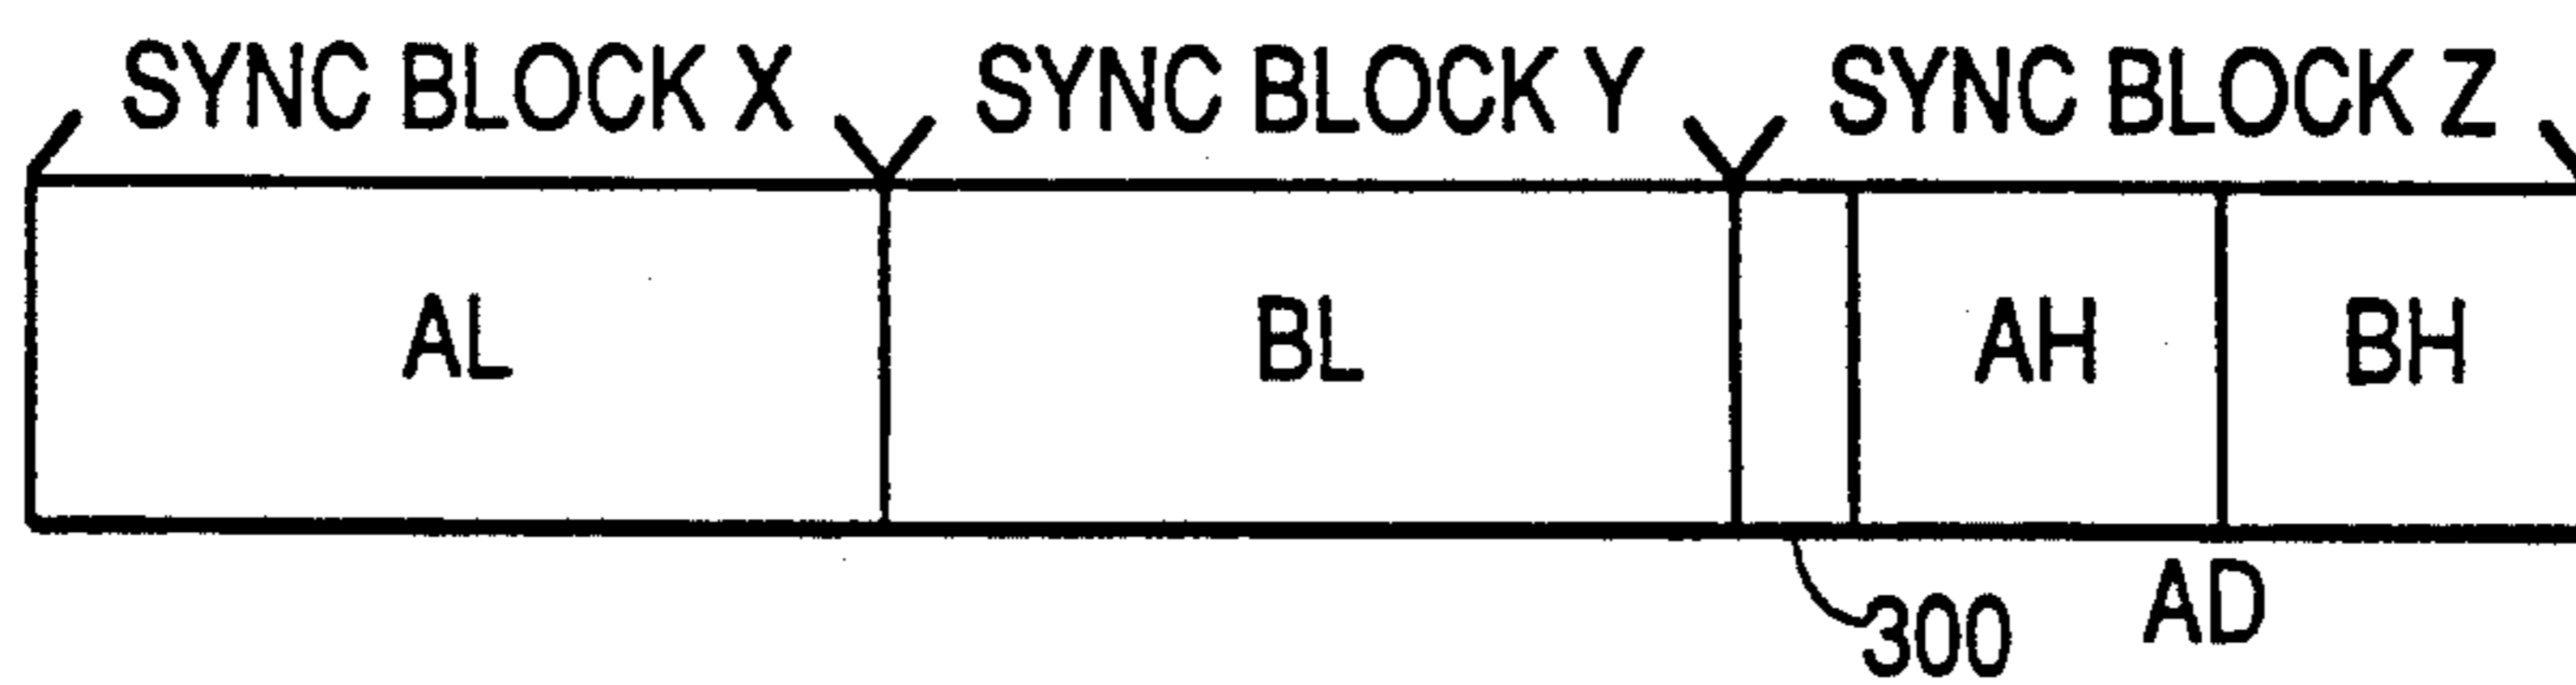 SYNC BLOCK X SYNC BLOCK Y SYNC BLOCK Z
AL BL AH BH
300 AD